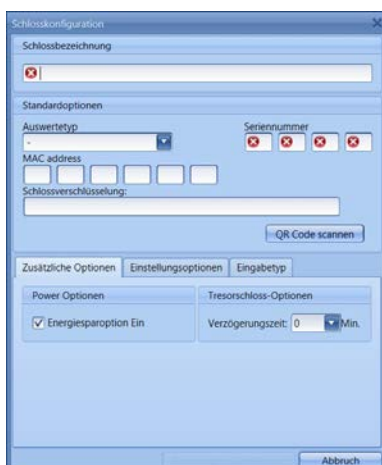 Schlosskonfiguration
Schlossbezeichnung
Standardoptionen
Auswertetyp
Seriennummer
-
MAC address
Schlossverschlüsselung:
QR Code scannen
Zusätzliche Optionen Einstellungsoptionen Eingabetyp
Power Optionen
Tresorschloss-Optionen
Energiesparoption Ein
Verzögerungszeit: 0 Min.
Abbruch